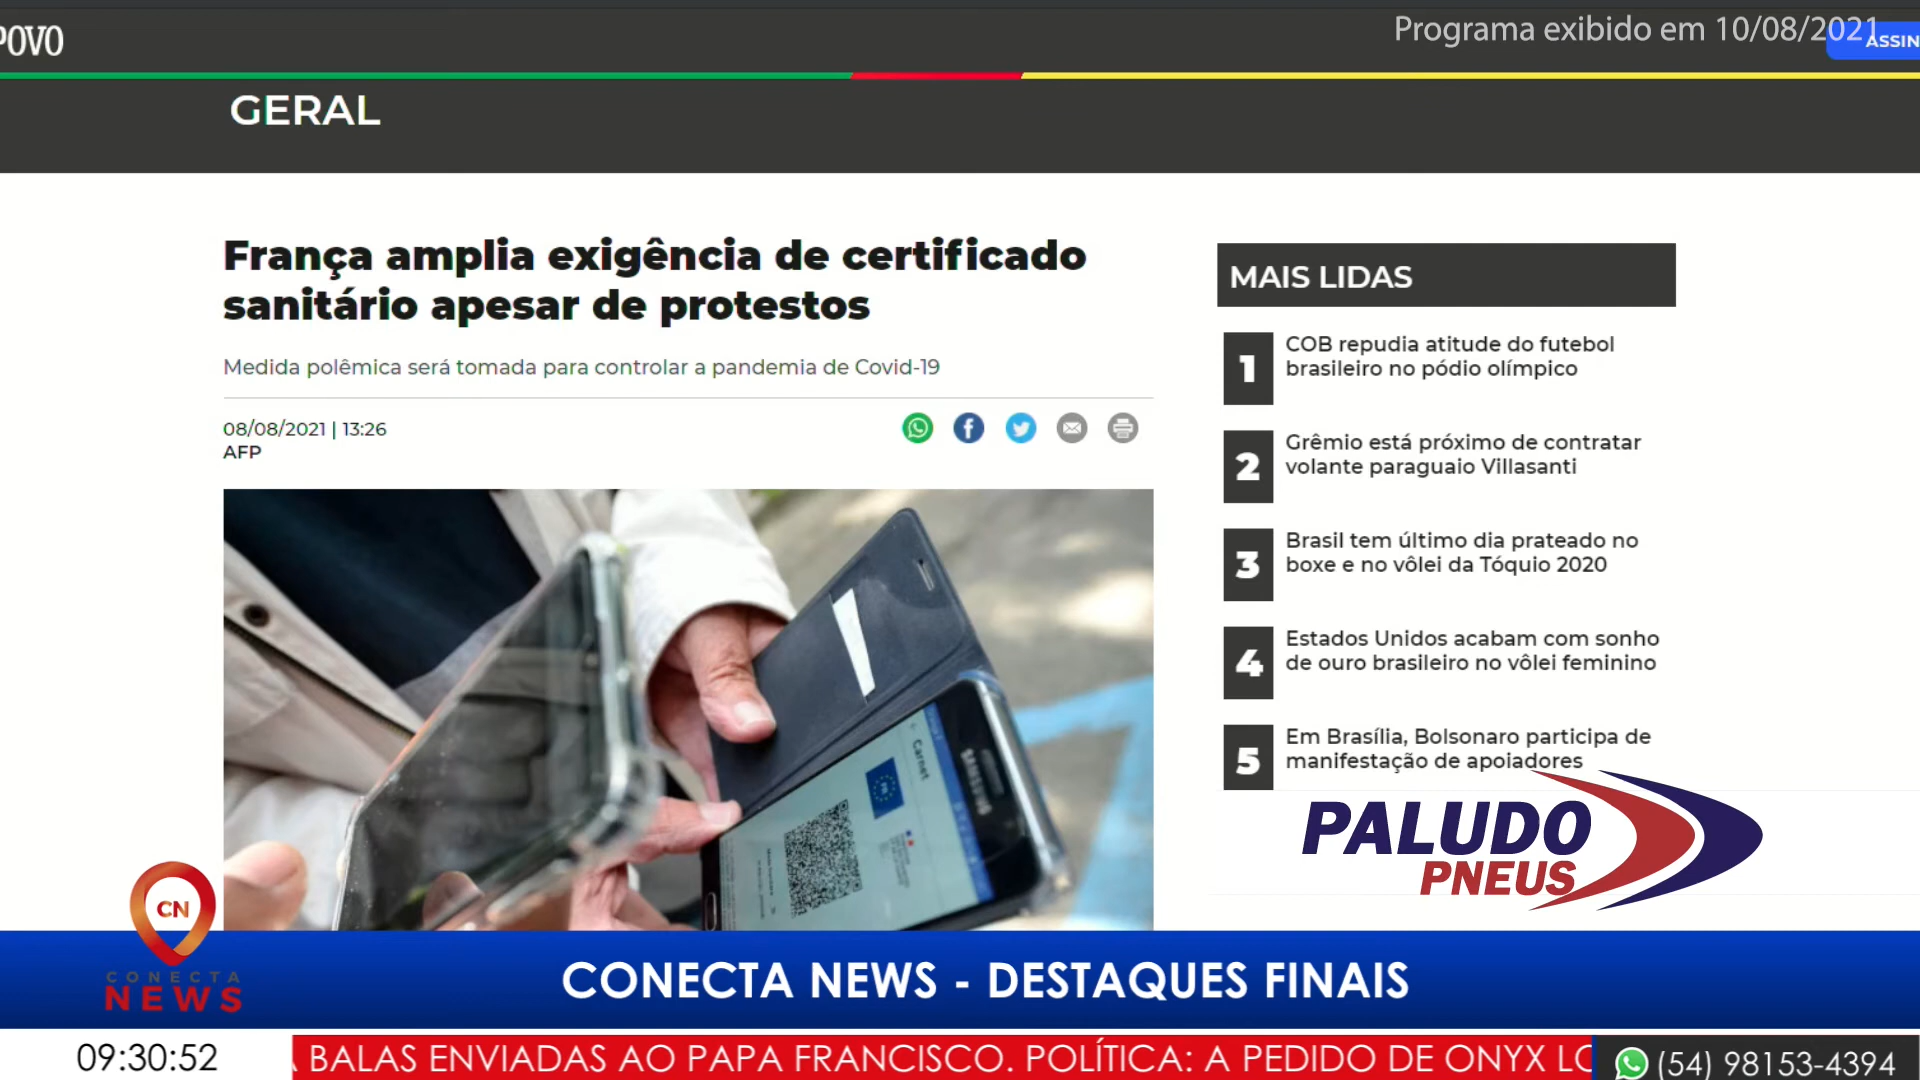 POVO
Programa exibido em 10/08/2021
ASSIN
GERAL
França amplia exigência de certificado
sanitário apesar de protestos
Medida polêmica será tomada para controlar a pandemia de Covid-19
08/08/2021 | 13:26
AFP
MAIS LIDAS
1
COB repudia atitude do futebol
brasileiro no pódio olímpico
2
Grêmio está próximo de contratar
volante paraguaio Villasanti
3
Brasil tem último dia prateado no
boxe e no vôlei da Tóquio 2020
4
Estados Unidos acabam com sonho
de ouro brasileiro no vôlei feminino
5
Em Brasília, Bolsonaro participa de
manifestação de apoiadores
Carnet
FR
SAMSUNG
PALUDO
PNEUS
CN
CONECTA
NEWS
CONECTA NEWS - DESTAQUES FINAIS
09:30:52
A BALAS ENVIADAS AO PAPA FRANCISCO. POLÍTICA: A PEDIDO DE ONYX LO
(54) 98153-4394